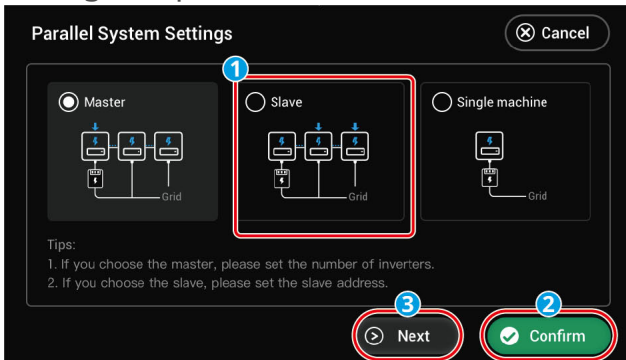 Parallel System Settings
Cancel
1
Master
Slave
Single machine
Grid
Grid
Grid
Tips:
1. If you choose the master, please set the number of inverters.
2. If you choose the slave, please set the slave address.
3
2
Next
Confirm